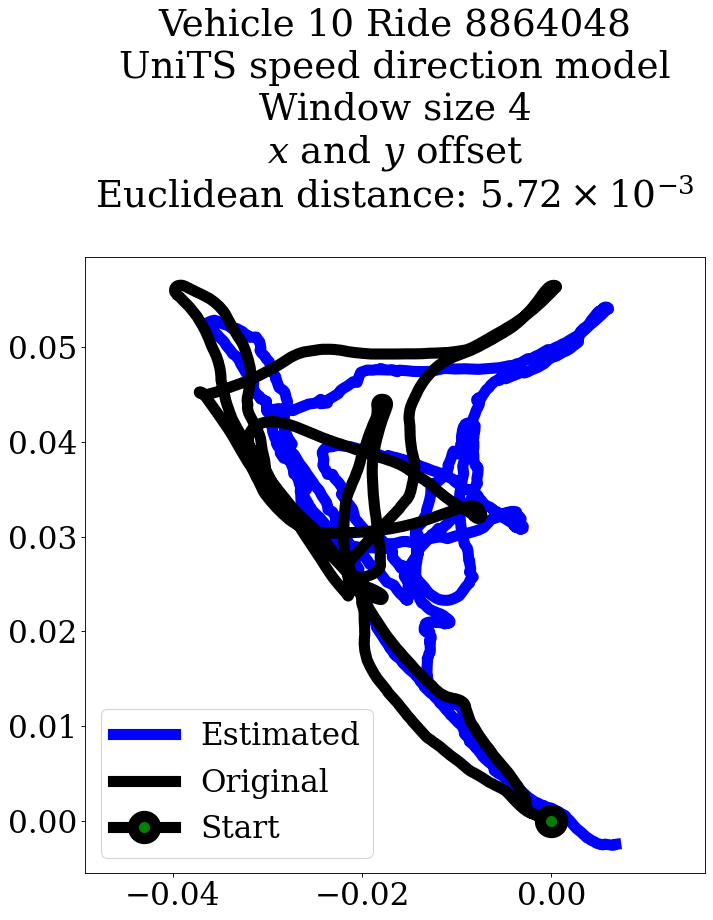 Vehicle 10 Ride 8864048
UniTS speed direction model
Window size 4
x and y offset
Euclidean distance: 5.72 × 10⁻³
0.05
0.04
0.03
0.02
0.01
0.00
Estimated
Original
Start
−0.04 −0.02 0.00